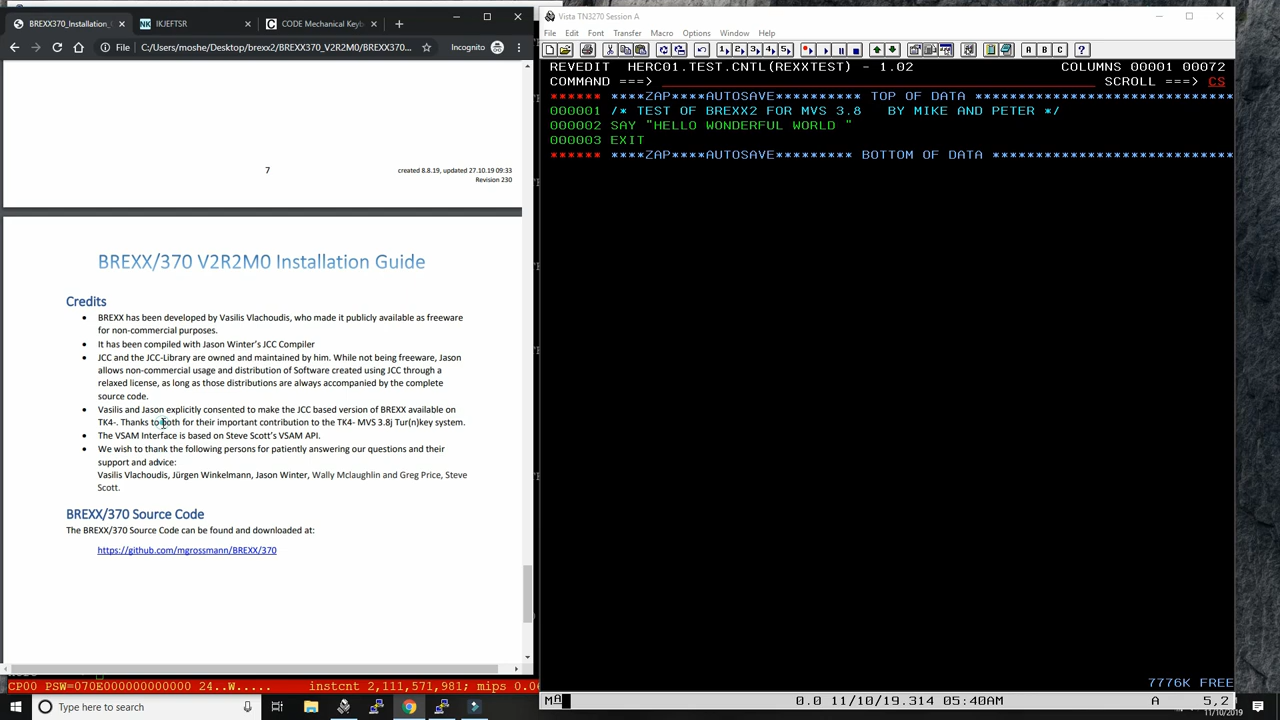 BREXX370_Installation_
IKJEFTSR
CODE Mechanical Keyb
File
C:/Users/moshe/Desktop/brexx2/BREXX370_V2R2M0/BREXX370...
Incognito
7
created 8.8.19, updated 27.10.19 09:33
Revision 230
BREXX/370 V2R2M0 Installation Guide
Credits
BREXX has been developed by Vasilis Vlachoudis, who made it publicly available as freeware
for non-commercial purposes.
It has been compiled with Jason Winter's JCC Compiler
JCC and the JCC-Library are owned and maintained by him. While not being freeware, Jason
allows non-commercial usage and distribution of Software created using JCC through a
relaxed license, as long as those distributions are always accompanied by the complete
source code.
Vasilis and Jason explicitly consented to make the JCC based version of BREXX available on
TK4-. Thanks to both for their important contribution to the TK4- MVS 3.8j Tur(n)key system.
The VSAM Interface is based on Steve Scott's VSAM API.
We wish to thank the following persons for patiently answering our questions and their
support and advice:
Vasilis Vlachoudis, Jürgen Winkelmann, Jason Winter, Wally Mclaughlin and Greg Price, Steve
Scott.
BREXX/370 Source Code
The BREXX/370 Source Code can be found and downloaded at:
https://github.com/mgrossmann/BREXX/370
CP00 PSW=070E000000000000 24..W..... instcnt 2,111,571,981; mips 0.0
Type here to search
Vista TN3270 Session A
File Edit Font Transfer Macro Options Window Help
A B C
REVEDIT HERC01.TEST.CNTL(REXXTEST) - 1.02 COLUMNS 00001 00072
COMMAND ===> SCROLL ===> CS
****** ****ZAP****AUTOSAVE********** TOP OF DATA *******************************
000001 /* TEST OF BREXX2 FOR MVS 3.8 BY MIKE AND PETER */
000002 SAY "HELLO WONDERFUL WORLD "
000003 EXIT
****** ****ZAP****AUTOSAVE********* BOTTOM OF DATA *****************************
7776K FREE
0.0 11/10/19.314 05:40AM A 5,2
11/10/2019